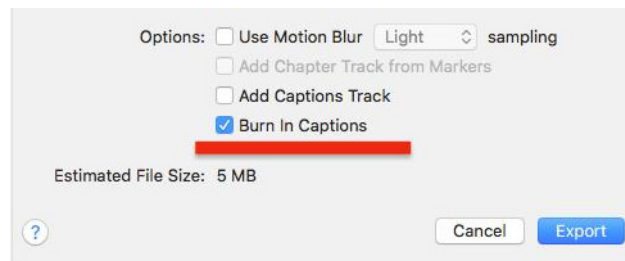 Options: Use Motion Blur Light sampling
Add Chapter Track from Markers
Add Captions Track
Burn In Captions
Estimated File Size: 5 MB
? Cancel Export